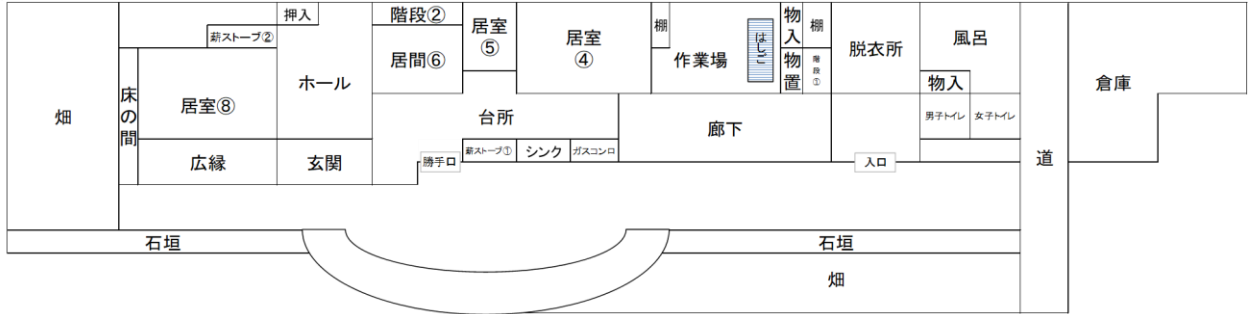 押入
階段②
居室
⑤
居室
④
棚
作業場
はしご
物入
棚
脱衣所
風呂
薪ストーブ②
居間⑥
物置
階段①
ホール
物入
倉庫
畑
床の間
居室⑧
台所
廊下
男子トイレ
女子トイレ
広縁
玄関
勝手口
薪ストーブ①
シンク
ガスコンロ
入口
道
石垣
石垣
畑